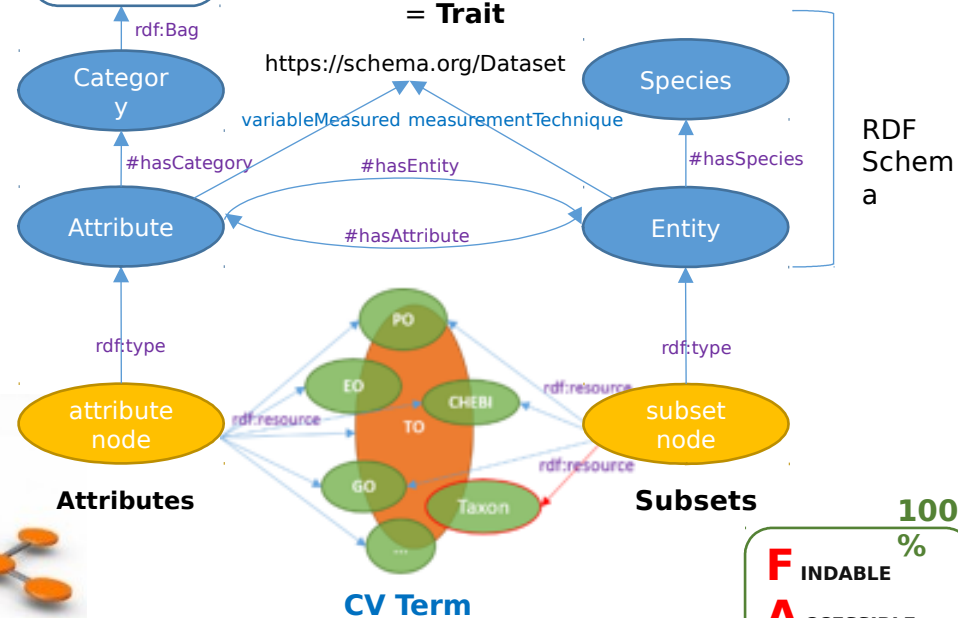 = Trait
rdf:Bag
https://schema.org/Dataset
Categor
y
Species
variableMeasured measurementTechnique
#hasCategory
#hasEntity
#hasSpecies
RDF
Schem
a
Attribute
#hasAttribute
Entity
rdf:type
rdf:type
PO
EO
CHEBI
rdf:resource
attribute
node
rdf:resource
TO
subset
node
rdf:resource
GO
Taxon
...
Attributes
Subsets
100
%
F INDABLE
A CCESSIBLE
CV Term